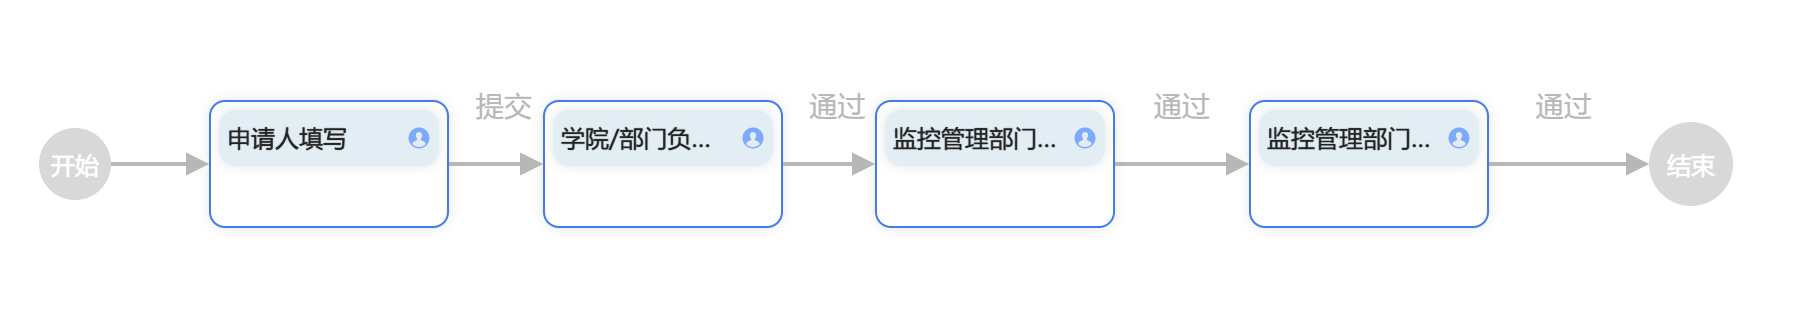 开始
申请人填写
提交
学院/部门负...
通过
监控管理部门...
通过
监控管理部门...
通过
结束